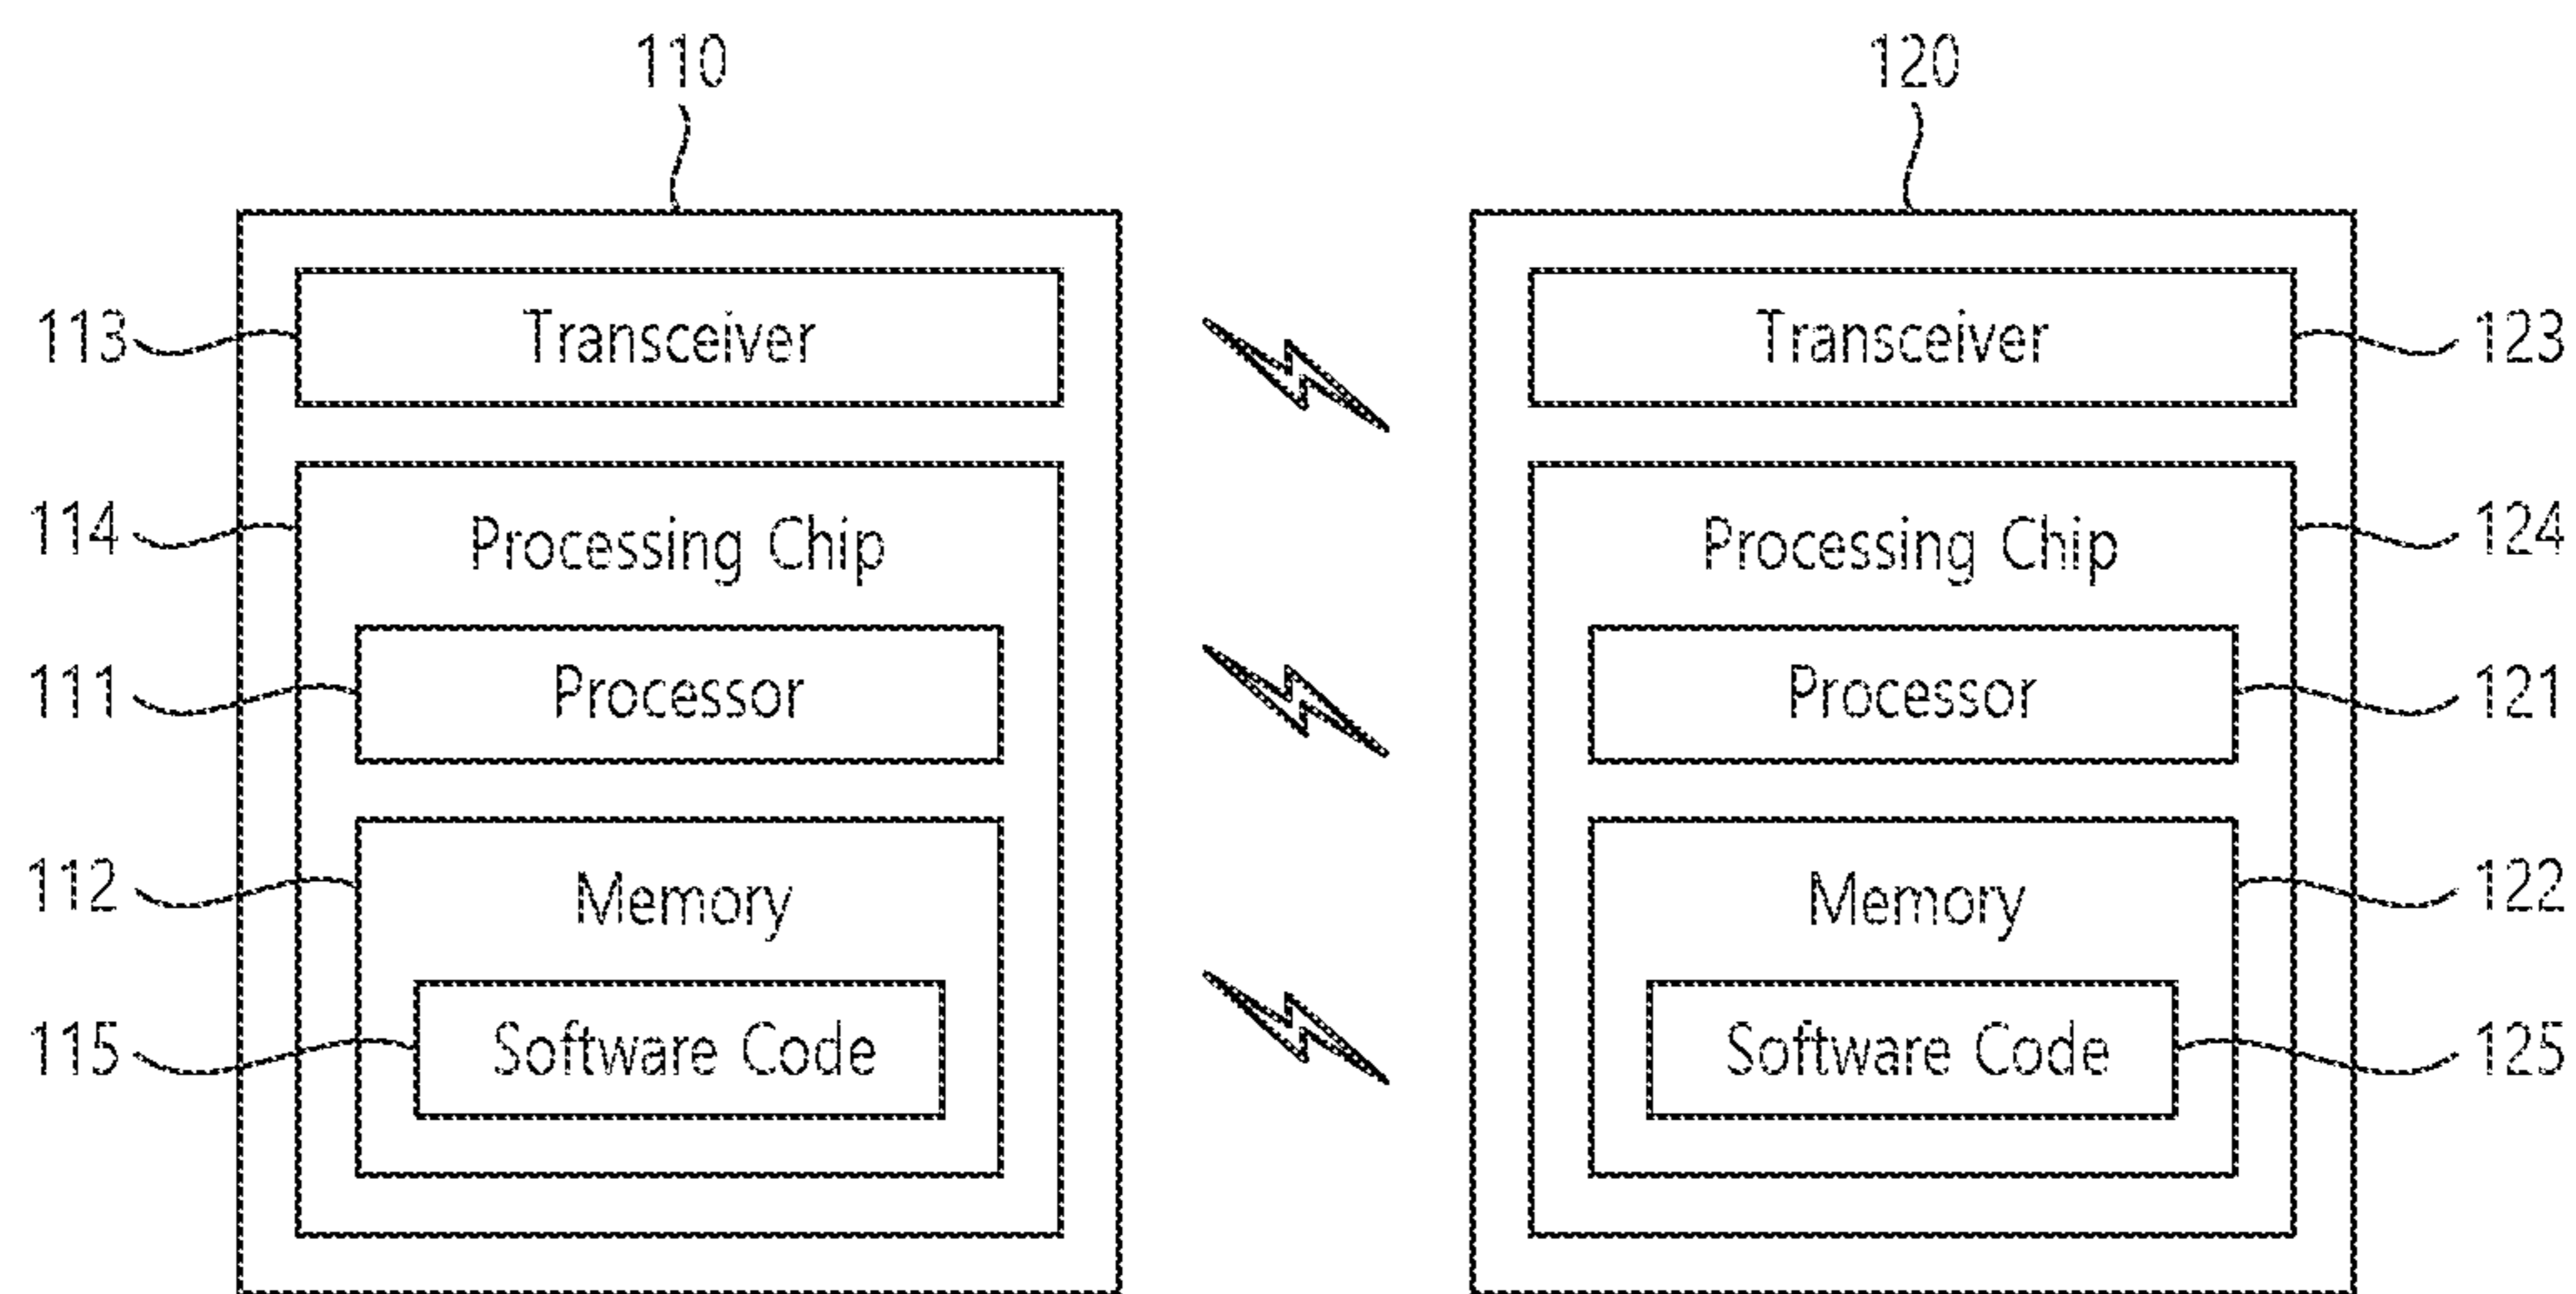 110
120
113
Transceiver
Transceiver
123
114
Processing Chip
Processing Chip
124
111
Processor
Processor
121
112
Memory
Memory
122
115
Software Code
Software Code
125